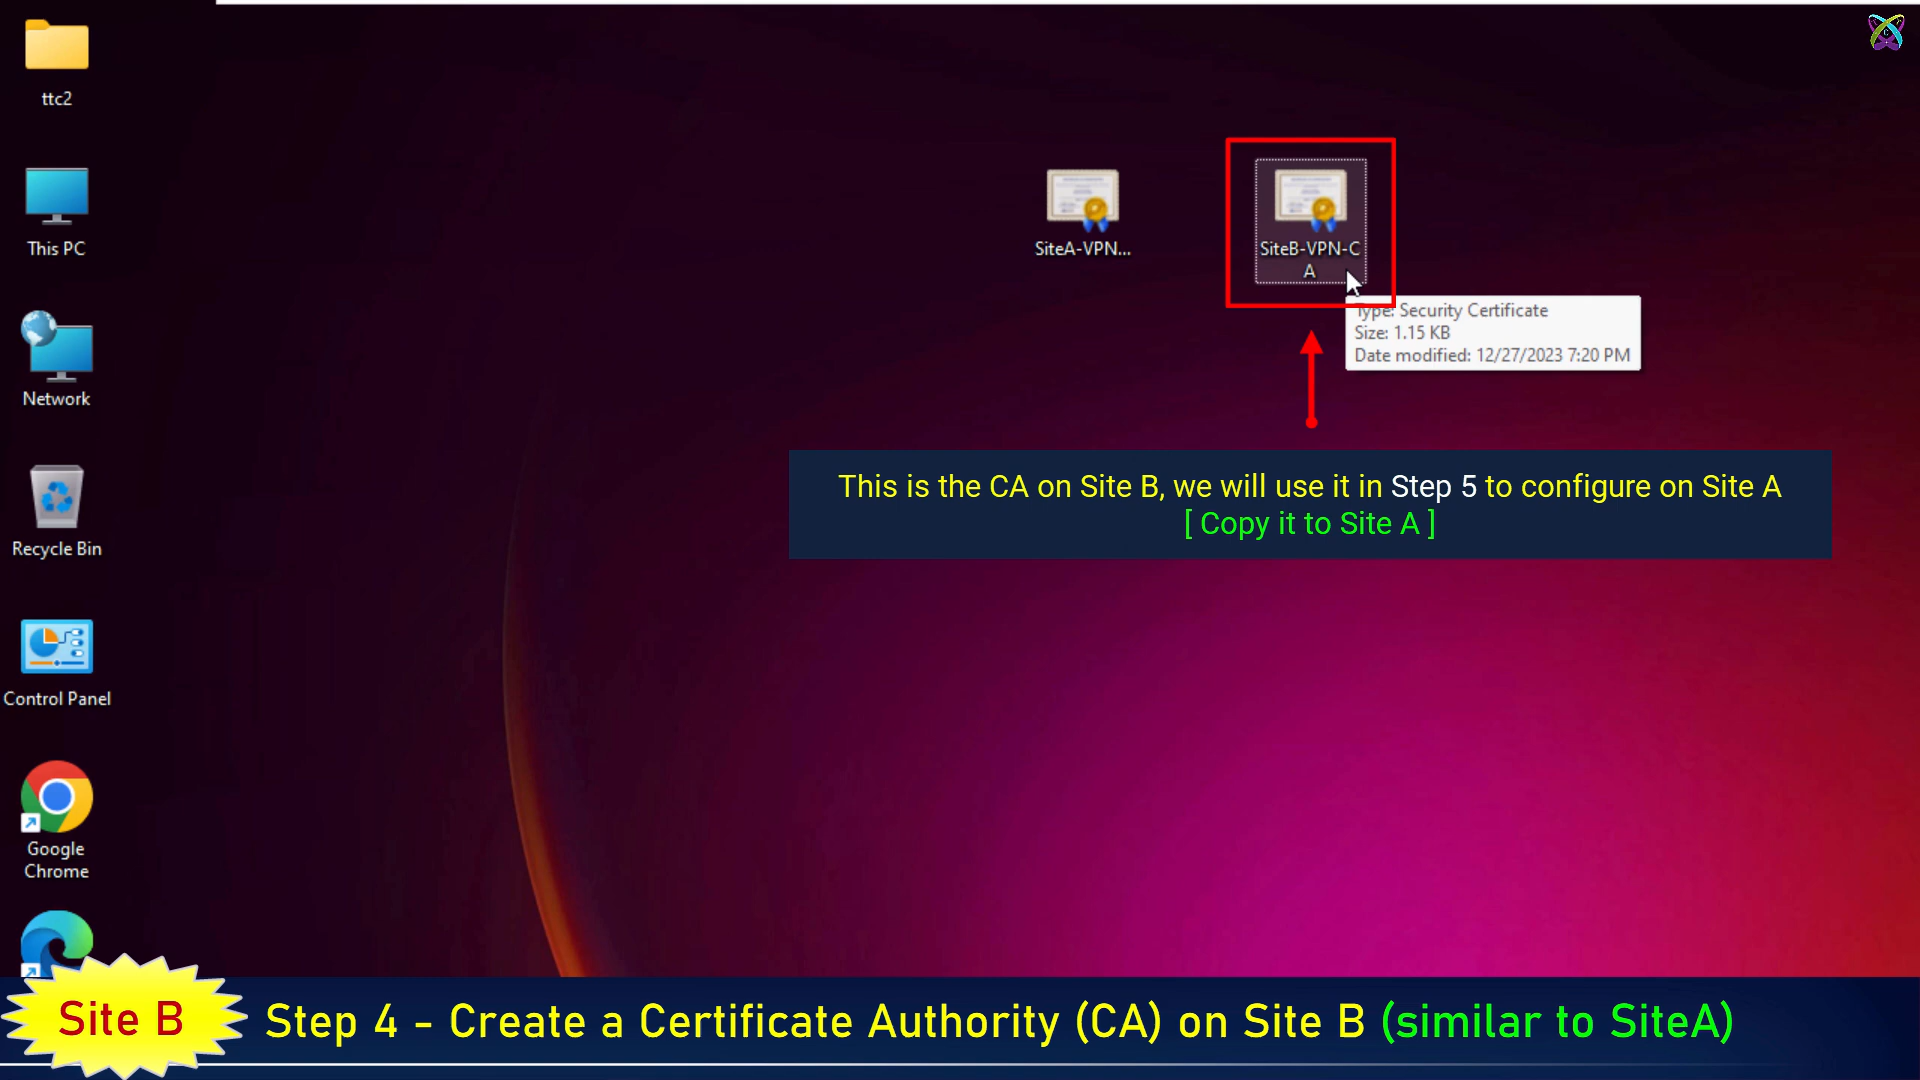 ttc2
This PC
Network
Recycle Bin
Control Panel
Google
Chrome
SiteA-VPN...
SiteB-VPN-C
A
Type: Security Certificate
Size: 1.15 KB
Date modified: 12/27/2023 7:20 PM
This is the CA on Site B, we will use it in Step 5 to configure on Site A
[ Copy it to Site A ]
Site B
Step 4 - Create a Certificate Authority (CA) on Site B (similar to SiteA)